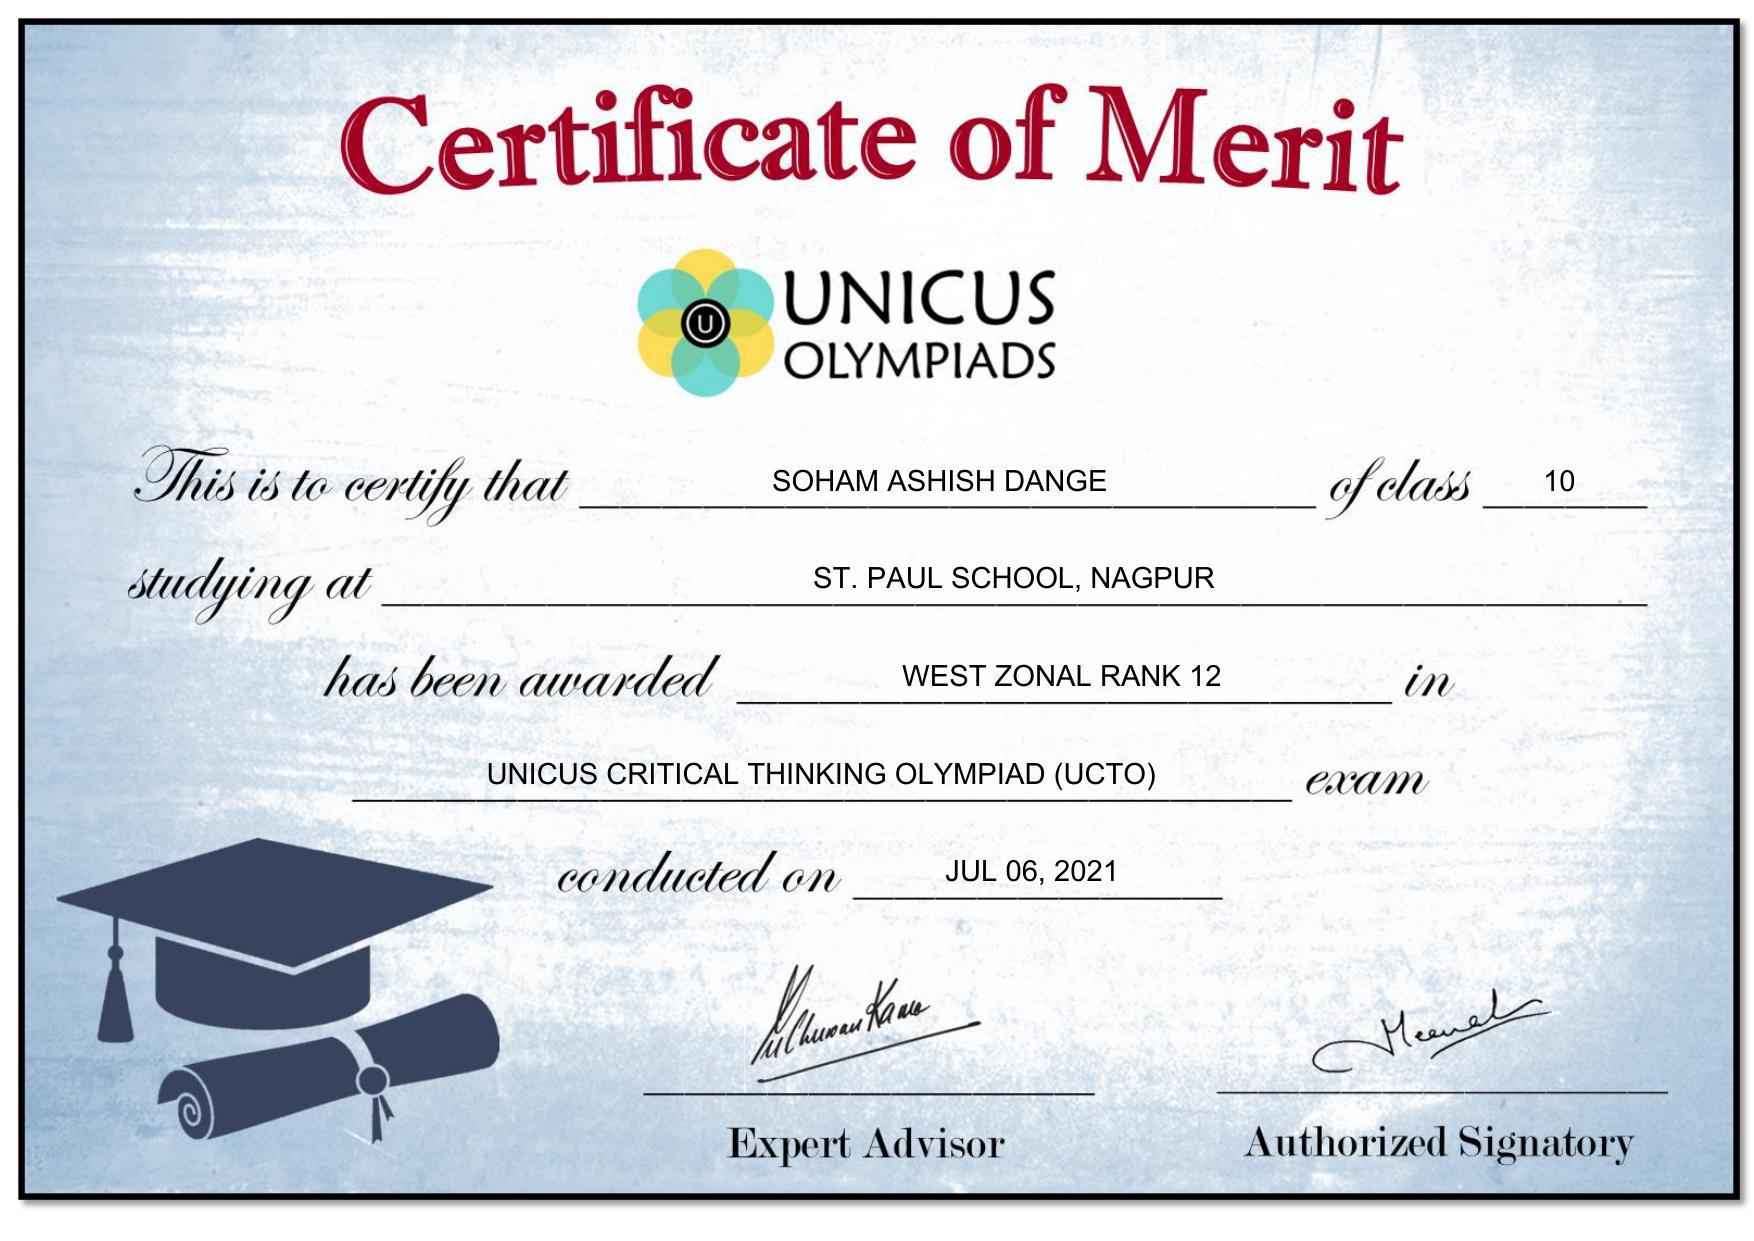 Certificate of Merit
U
UNICUS
OLYMPIADS
This is to certify that SOHAM ASHISH DANGE of class 10
studying at ST. PAUL SCHOOL, NAGPUR
has been awarded WEST ZONAL RANK 12 in
UNICUS CRITICAL THINKING OLYMPIAD (UCTO) exam
conducted on JUL 06, 2021
Expert Advisor Authorized Signatory